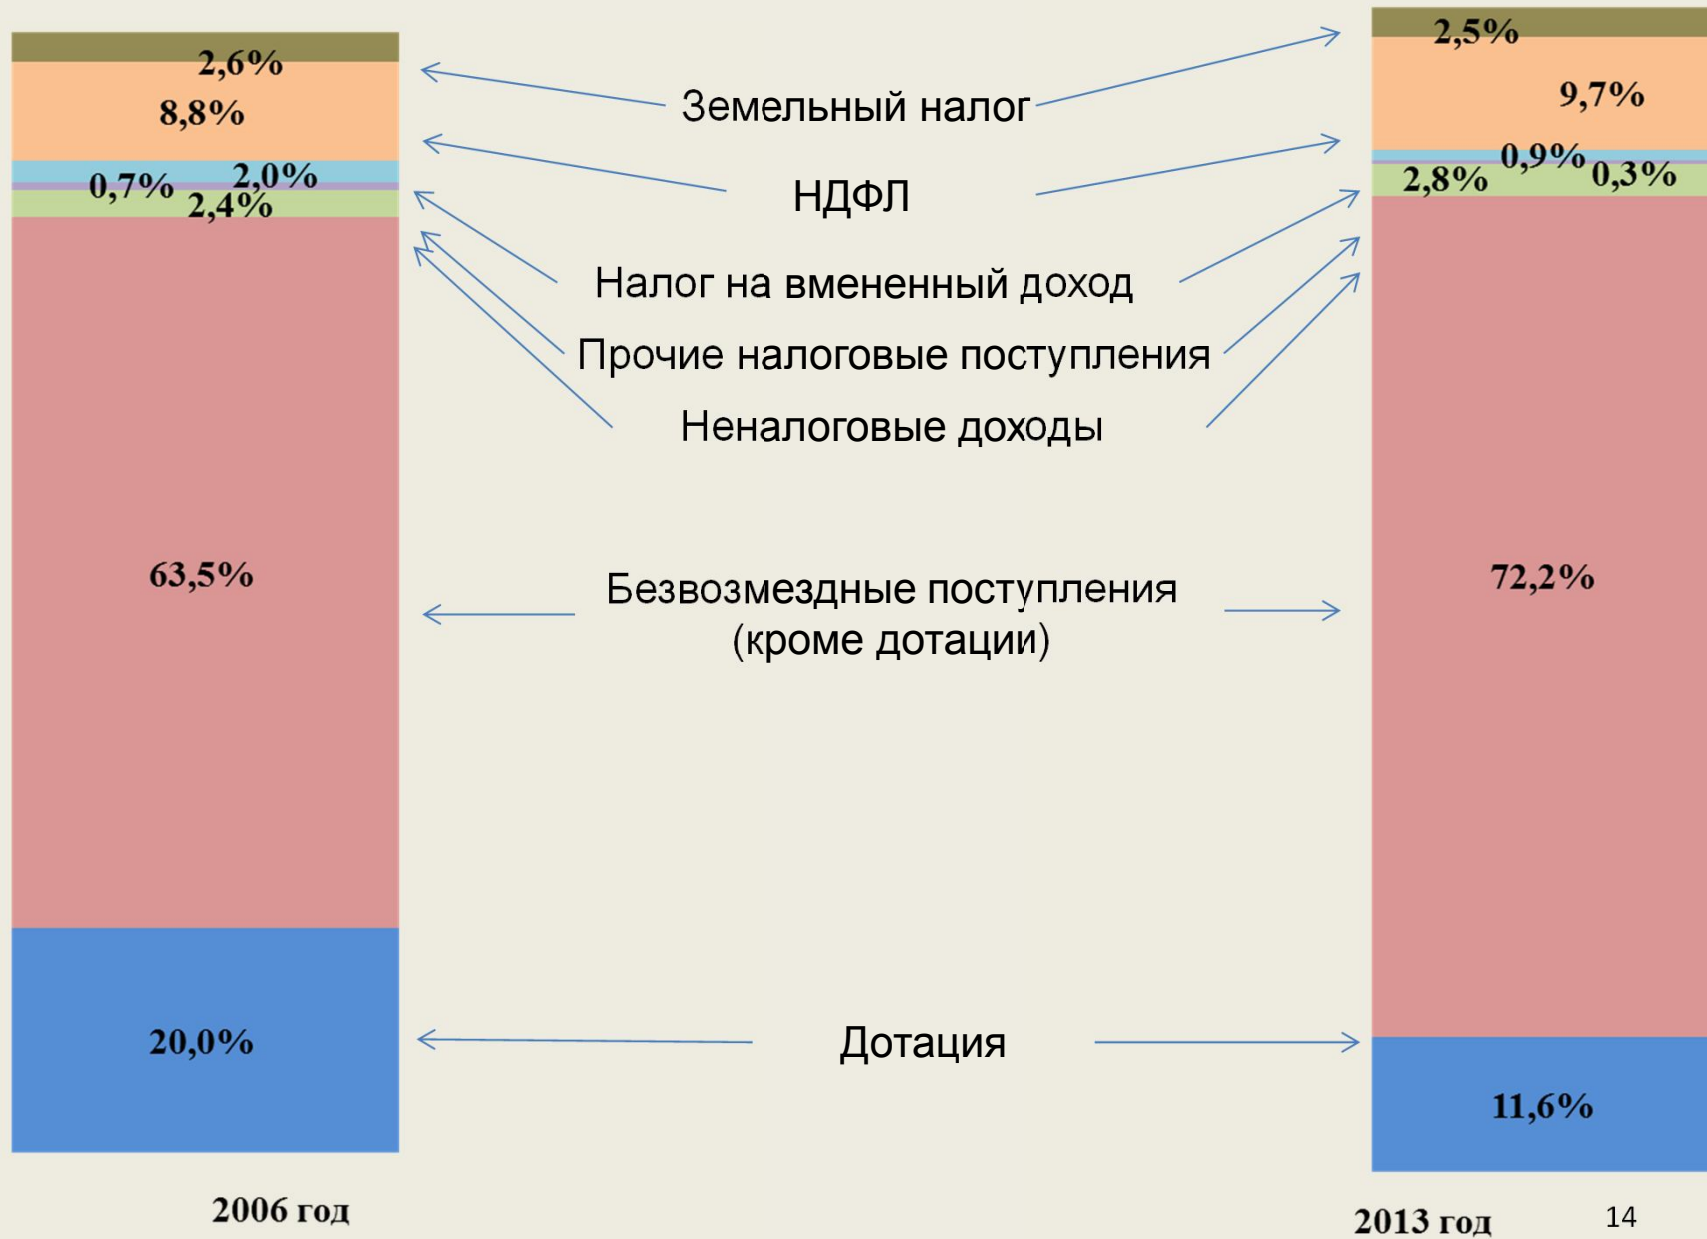 2,6%
8,8%
0,7%
2,0%
2,4%
63,5%
20,0%
2006 год
Земельный налог
НДФЛ
Налог на вмененный доход
Прочие налоговые поступления
Неналоговые доходы
Безвозмездные поступления
(кроме дотации)
Дотация
2,5%
9,7%
0,9%
0,3%
2,8%
72,2%
11,6%
2013 год
14